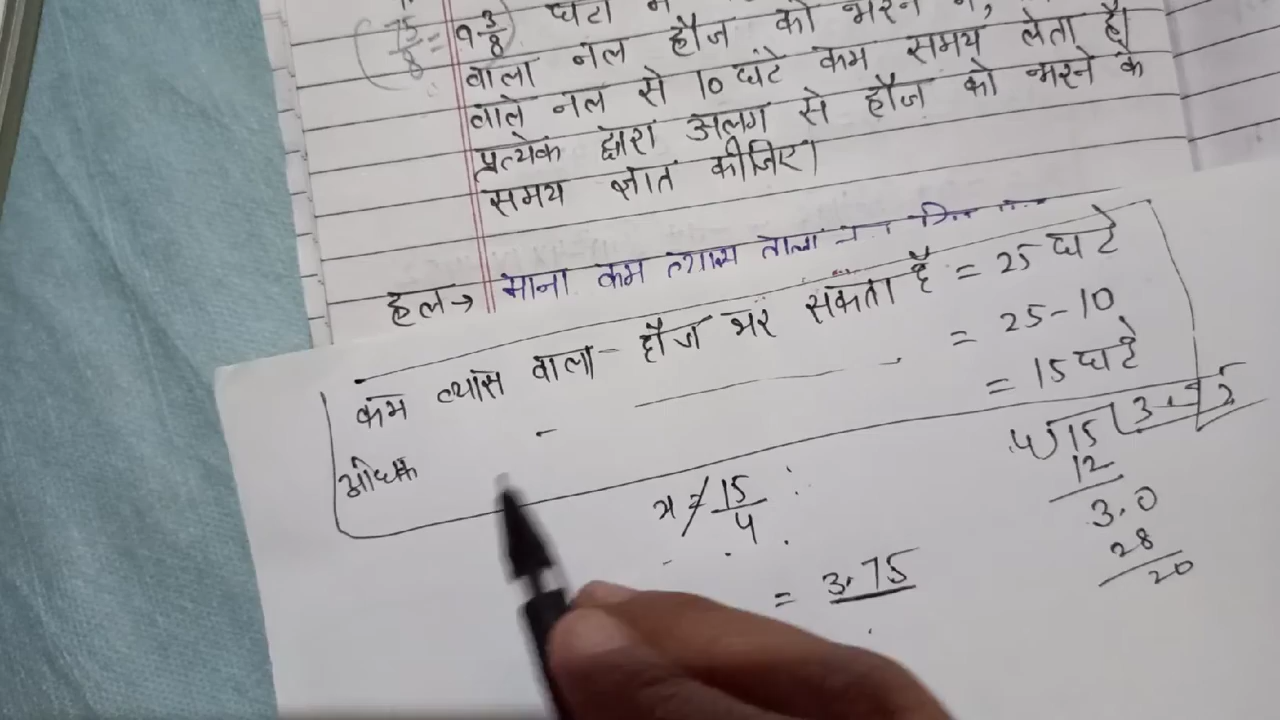 75/8 = 9 3/8) घंटों में
वाला नल हौज को भरने में,
वाले नल से 10 घंटे कम समय लेता है।
प्रत्येक द्वारा अलग से हौज को भरने के
समय ज्ञात कीजिए।
हल→ माना कम व्यास वाला
कम व्यास वाला - हौज भर सकता है = 25 घंटे
अधिक - = 25-10
= 15 घंटे
x = 15/4
= 3.75
4)15(3.
12
3.0
28
20